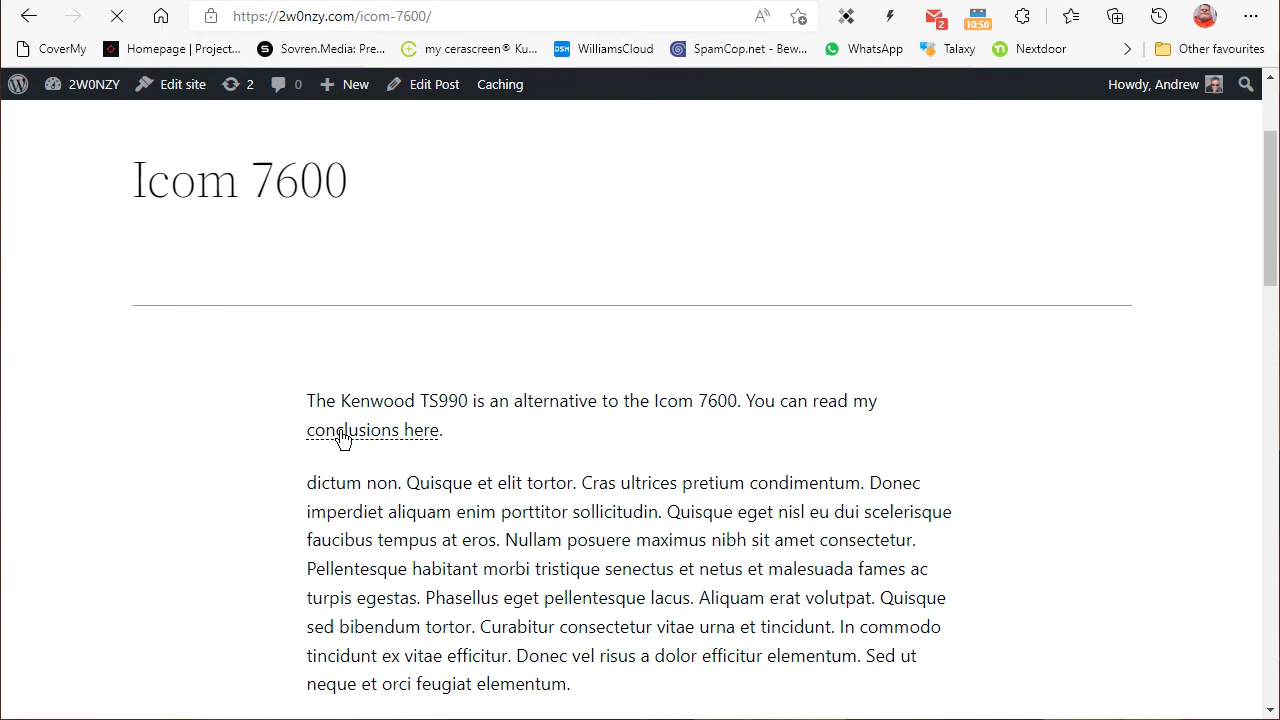 https://2w0nzy.com/icom-7600/
2
10:50
CoverMy
Homepage | Project...
Sovren.Media: Pre...
my cerascreen® Ku...
DSM
WilliamsCloud
SpamCop.net - Bew...
WhatsApp
Talaxy
Nextdoor
Other favourites
2W0NZY
Edit site
2
0
New
Edit Post
Caching
Howdy, Andrew
Icom 7600
The Kenwood TS990 is an alternative to the Icom 7600. You can read my
conclusions here.
dictum non. Quisque et elit tortor. Cras ultrices pretium condimentum. Donec
imperdiet aliquam enim porttitor sollicitudin. Quisque eget nisl eu dui scelerisque
faucibus tempus at eros. Nullam posuere maximus nibh sit amet consectetur.
Pellentesque habitant morbi tristique senectus et netus et malesuada fames ac
turpis egestas. Phasellus eget pellentesque lacus. Aliquam erat volutpat. Quisque
sed bibendum tortor. Curabitur consectetur vitae urna et tincidunt. In commodo
tincidunt ex vitae efficitur. Donec vel risus a dolor efficitur elementum. Sed ut
neque et orci feugiat elementum.